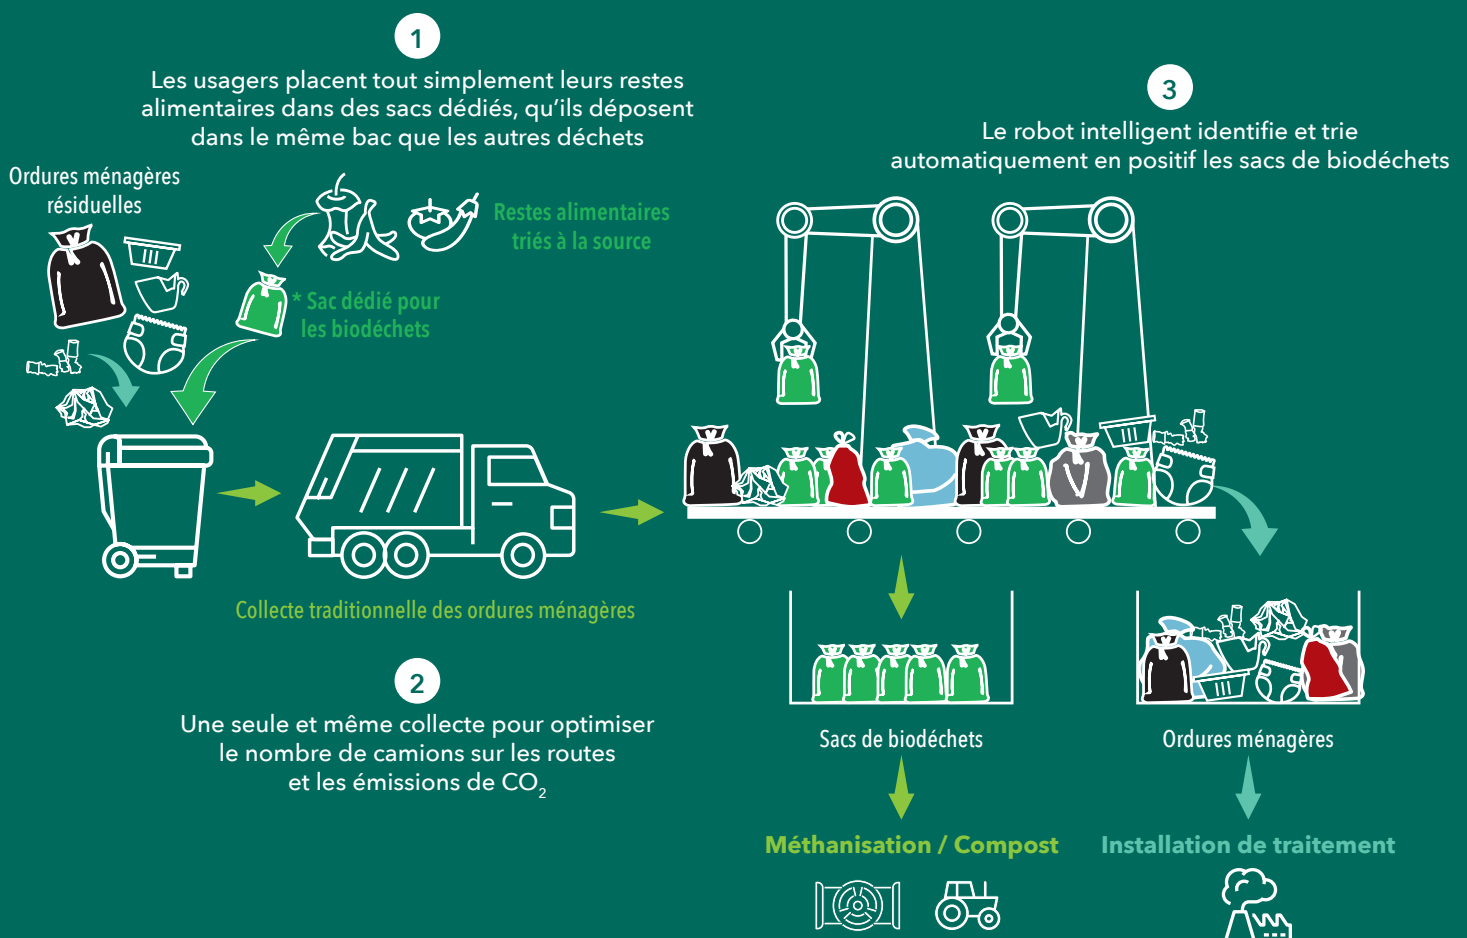 1
Les usagers placent tout simplement leurs restes
alimentaires dans des sacs dédiés, qu’ils déposent
dans le même bac que les autres déchets
Ordures ménagères
résiduelles
Restes alimentaires
triés à la source
* Sac dédié pour
les biodéchets
Collecte traditionnelle des ordures ménagères
2
Une seule et même collecte pour optimiser
le nombre de camions sur les routes
et les émissions de CO₂
3
Le robot intelligent identifie et trie
automatiquement en positif les sacs de biodéchets
Sacs de biodéchets
Ordures ménagères
Méthanisation / Compost
Installation de traitement